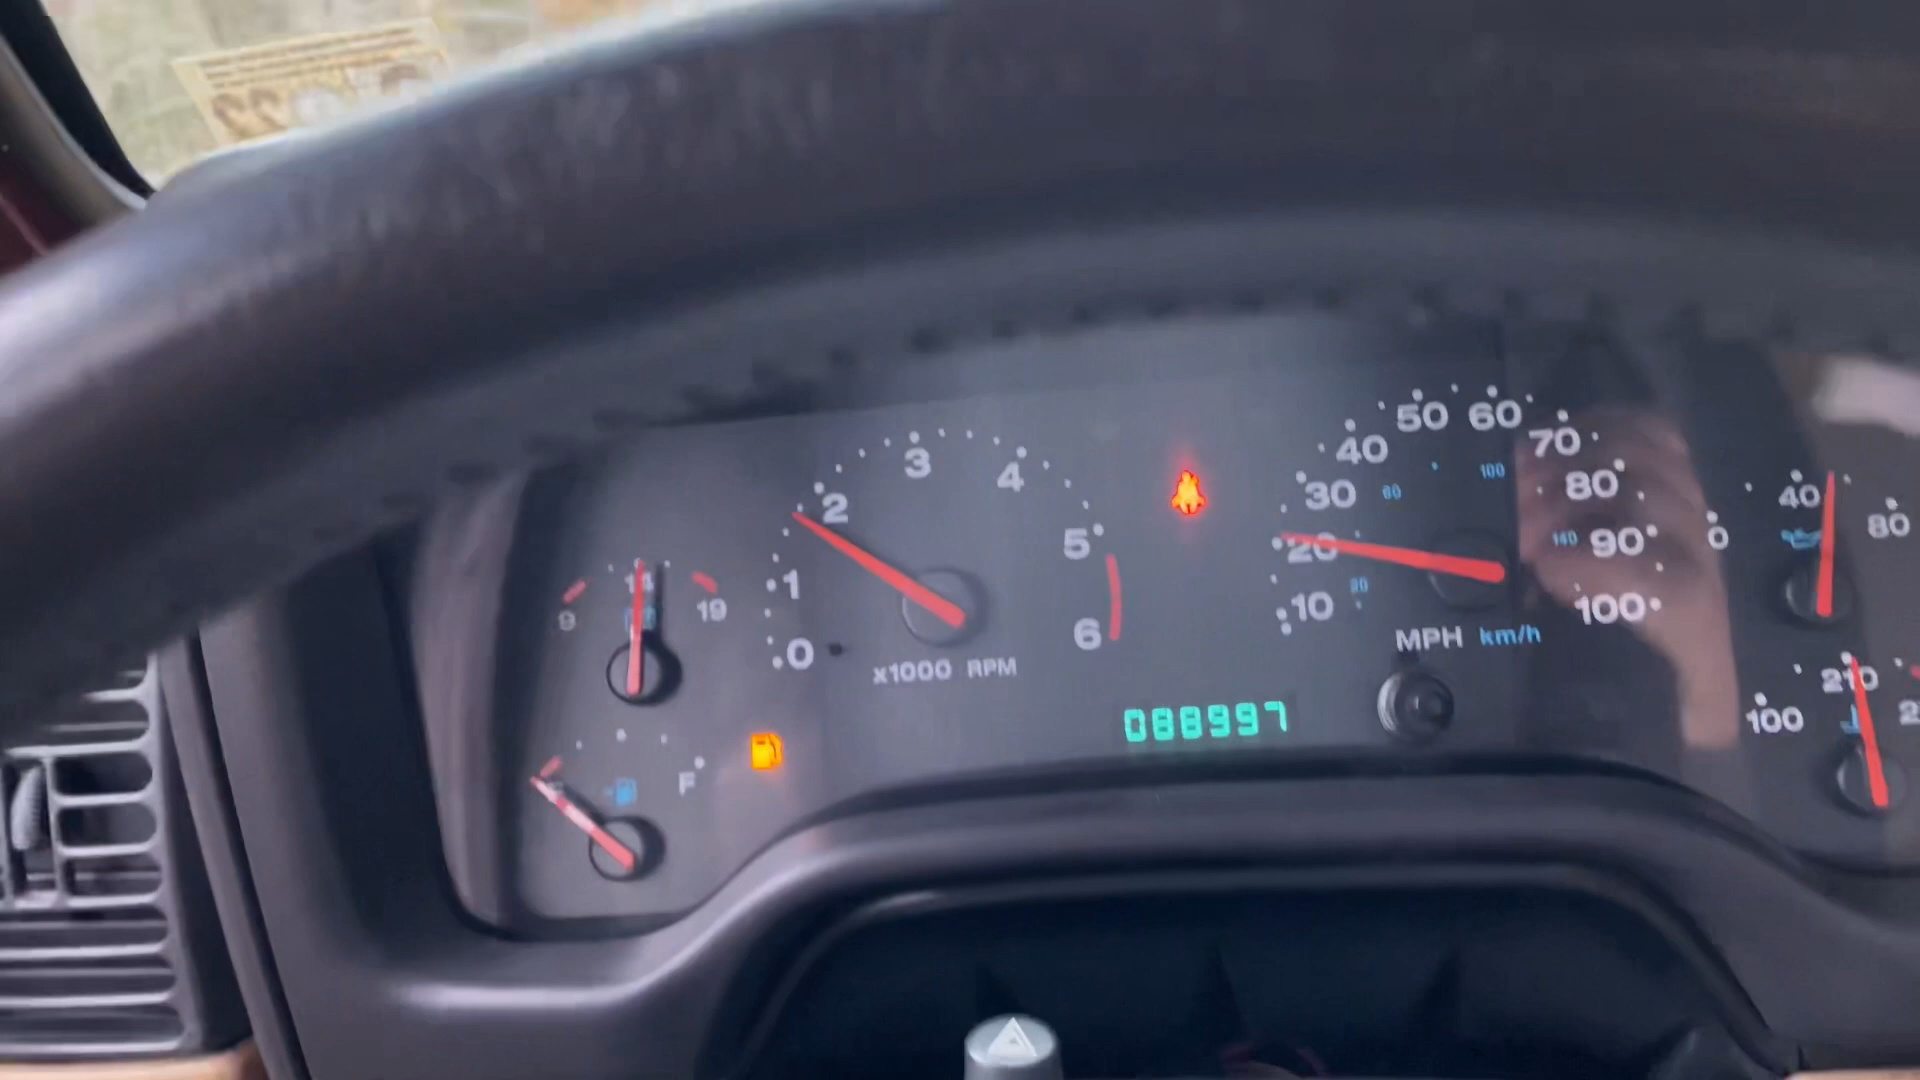 9 14 19
F
0 1 2 3 4 5 6
x1000 RPM
088997
10 20 30 40 50 60 70 80 90 100
20 60 100 140
MPH km/h
0 40 80
100 210